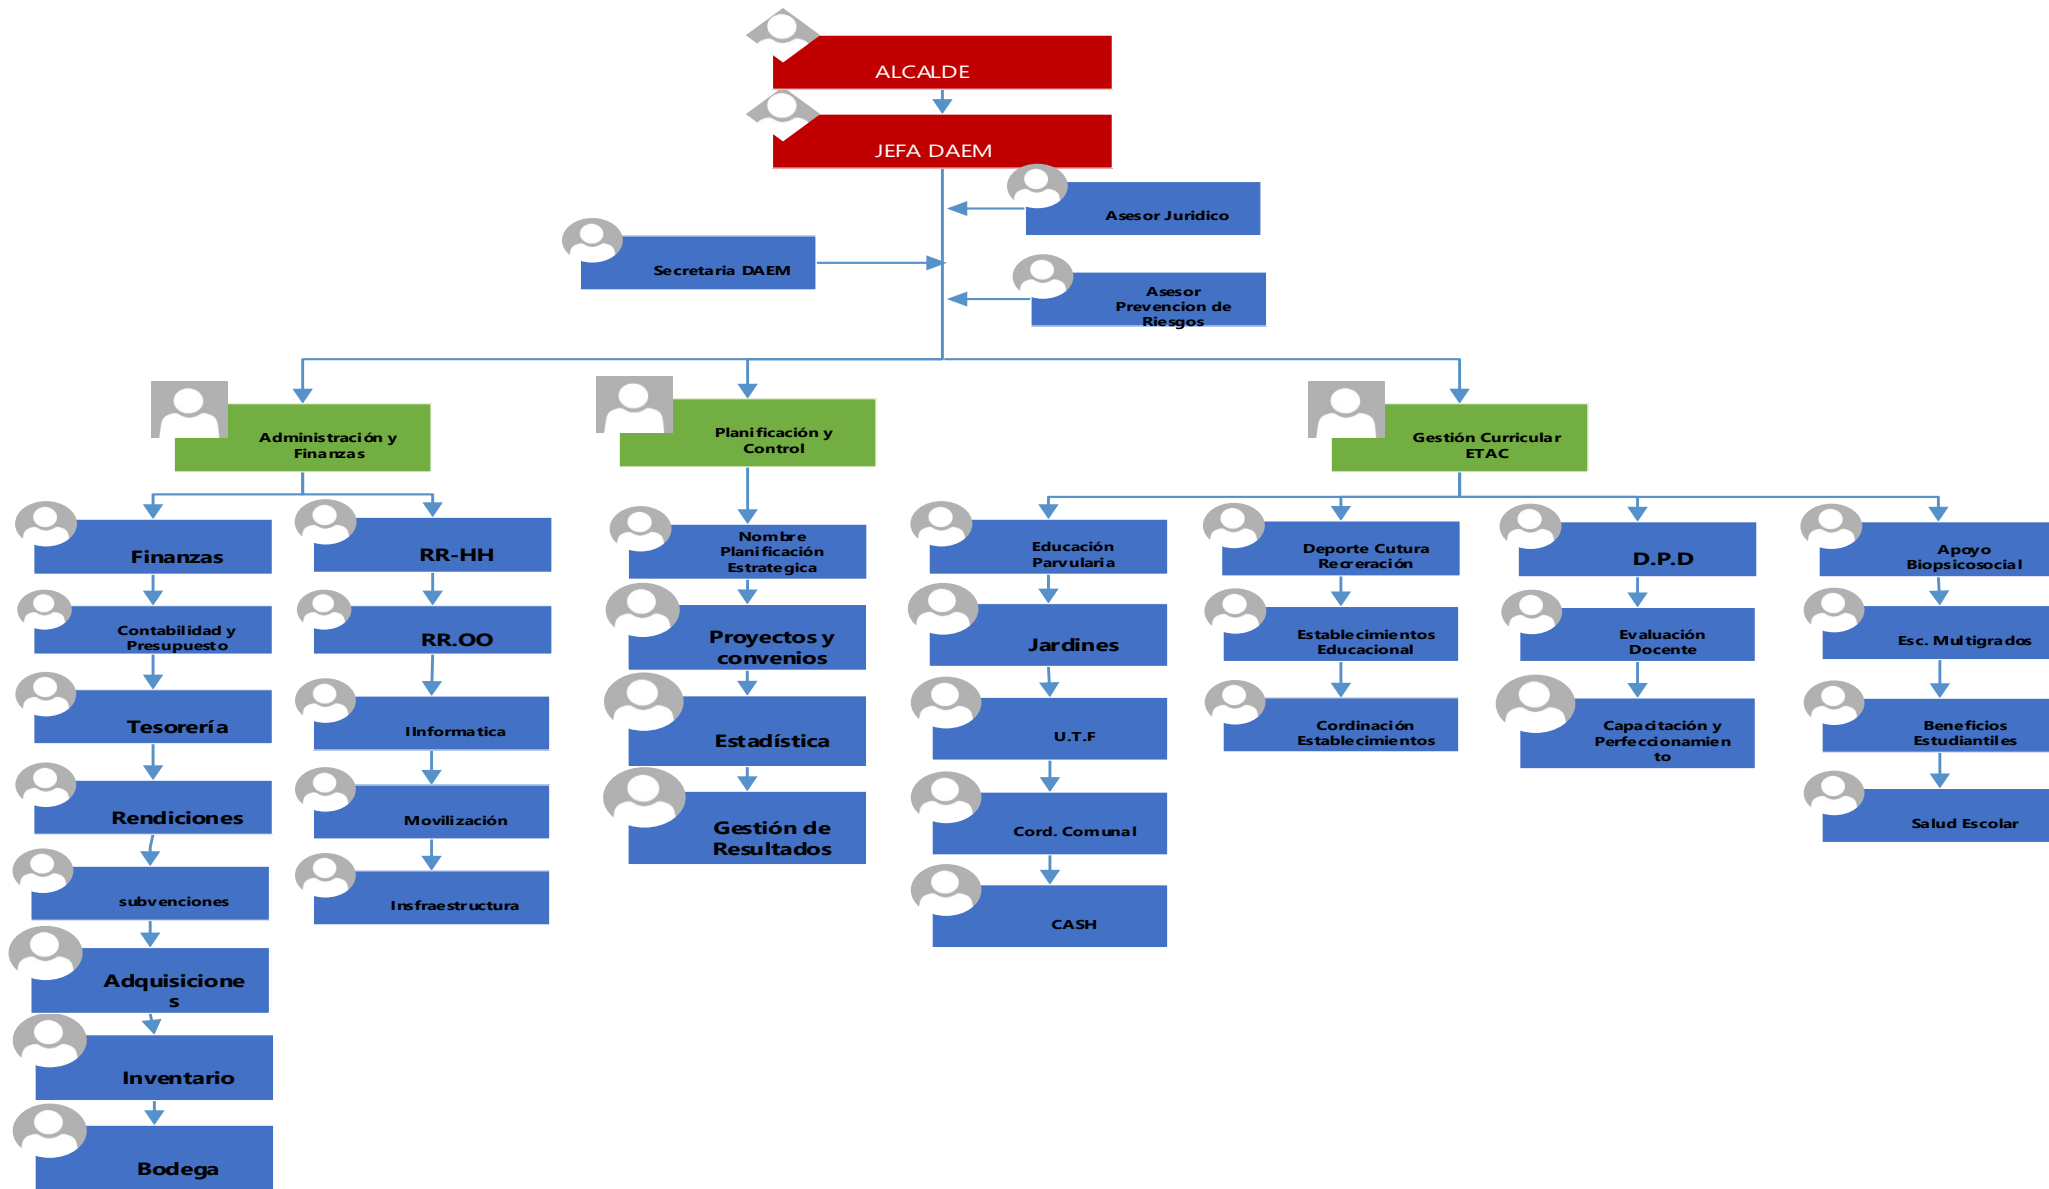 ALCALDE
JEFA DAEM
Asesor Juridico
Secretaria DAEM
Asesor
Prevencion de
Riesgos
Administración y
Finanzas
Planificación y
Control
Gestión Curricular
ETAC
Finanzas
Contabilidad y
Presupuesto
Tesorería
Rendiciones
subvenciones
Adquisicione
s
Inventario
Bodega
RR-HH
RR.OO
IInformatica
Movilización
Insfraestructura
Nombre
Planificación
Estrategica
Proyectos y
convenios
Estadística
Gestión de
Resultados
Educación
Parvularia
Jardines
U.T.F
Cord. Comunal
CASH
Deporte Cutura
Recreración
Establecimientos
Educacional
Cordinación
Establecimientos
D.P.D
Evaluación
Docente
Capacitación y
Perfeccionamien
to
Apoyo
Biopsicosocial
Esc. Multigrados
Beneficios
Estudiantiles
Salud Escolar